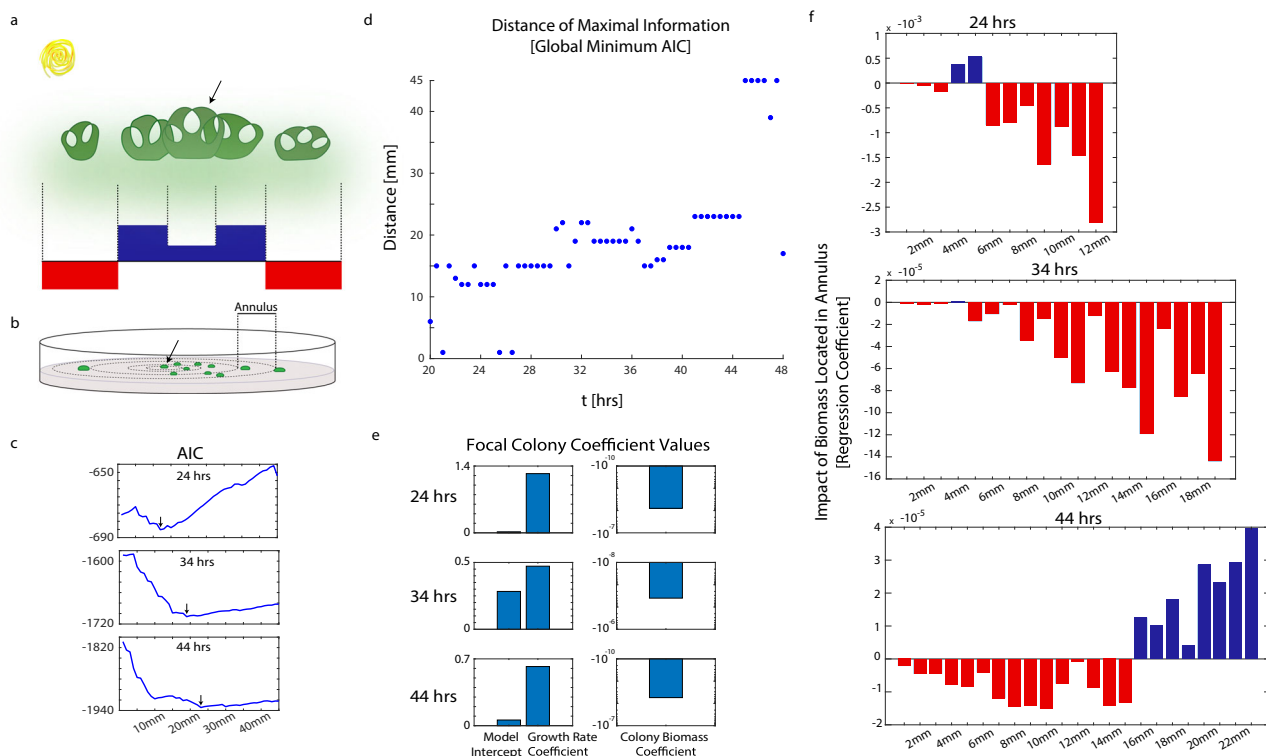 a
b
Annulus
c
AIC
-650
24 hrs
-690
-1600
34 hrs
-1720
-1820
44 hrs
-1940
10mm 20mm 30mm 40mm
d
Distance of Maximal Information
[Global Minimum AIC]
Distance [mm]
45
40
30
20
10
0
20 24 28 32 36 40 44 48
t [hrs]
e
Focal Colony Coefficient Values
24 hrs
1.4
0
-10^-10
-10^-7
34 hrs
0.5
0
-10^-8
-10^-6
44 hrs
0.7
0
-10^-10
-10^-7
Model Intercept
Growth Rate Coefficient
Colony Biomass Coefficient
f
Impact of Biomass Located in Annulus
[Regression Coefficient]
24 hrs
x 10^-3
1
0.5
0
-0.5
-1
-1.5
-2
-2.5
-3
2mm 4mm 6mm 8mm 10mm 12mm
34 hrs
x 10^-5
2
0
-2
-4
-6
-8
-10
-12
-14
-16
2mm 4mm 6mm 8mm 10mm 12mm 14mm 16mm 18mm
44 hrs
x 10^-5
4
3
2
1
0
-1
-2
2mm 4mm 6mm 8mm 10mm 12mm 14mm 16mm 18mm 20mm 22mm